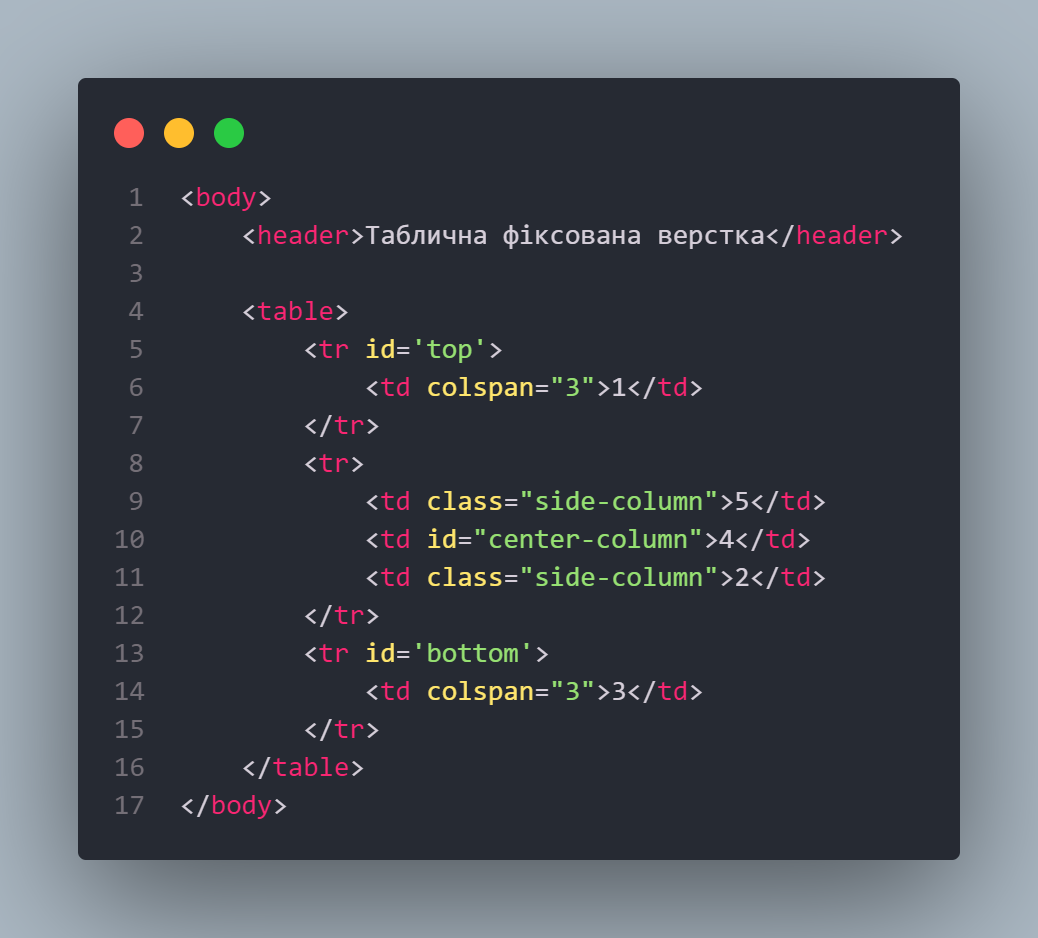 1 <body>
2     <header>Таблична фіксована верстка</header>
3
4     <table>
5         <tr id='top'>
6             <td colspan="3">1</td>
7         </tr>
8         <tr>
9             <td class="side-column">5</td>
10             <td id="center-column">4</td>
11             <td class="side-column">2</td>
12         </tr>
13         <tr id='bottom'>
14             <td colspan="3">3</td>
15         </tr>
16     </table>
17 </body>